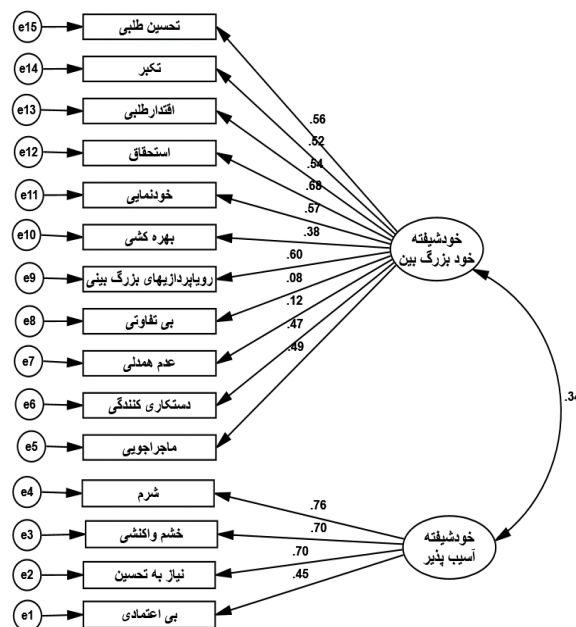 e15
تحسین طلبی
e14
تکبر
e13
اقتدارطلبی
e12
استحقاق
e11
خودنمایی
e10
بهره کشی
e9
رویاپردازیهای بزرگ بینی
e8
بی تفاوتی
e7
عدم همدلی
e6
دستکاری کنندگی
e5
ماجراجویی
e4
شرم
e3
خشم واکنشی
e2
نیاز به تحسین
e1
بی اعتمادی
.56
.52
.54
.68
.57
.38
.60
.08
.12
.47
.49
خودشیفته
خود بزرگ بین
.34
.76
.70
.70
.45
خودشیفته
آسیب پذیر